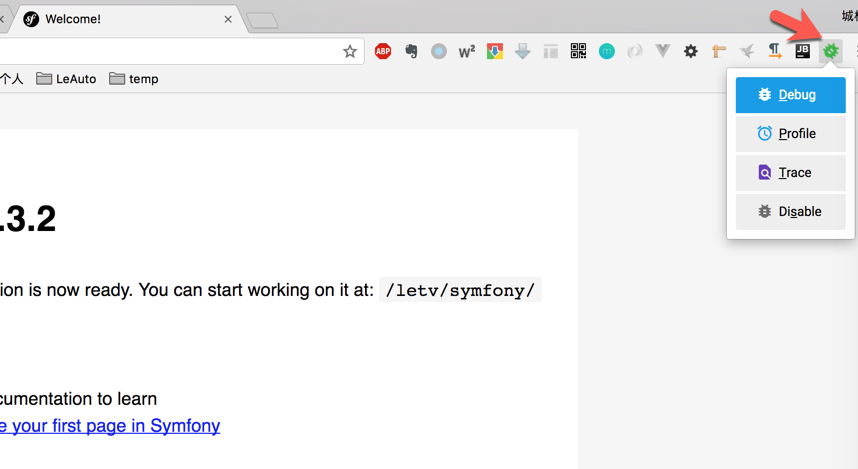 Welcome!
城
ABP
w²
m
JB
个人
LeAuto
temp
Debug
Profile
Trace
Disable
.3.2
ion is now ready. You can start working on it at: /letv/symfony/
cumentation to learn
e your first page in Symfony